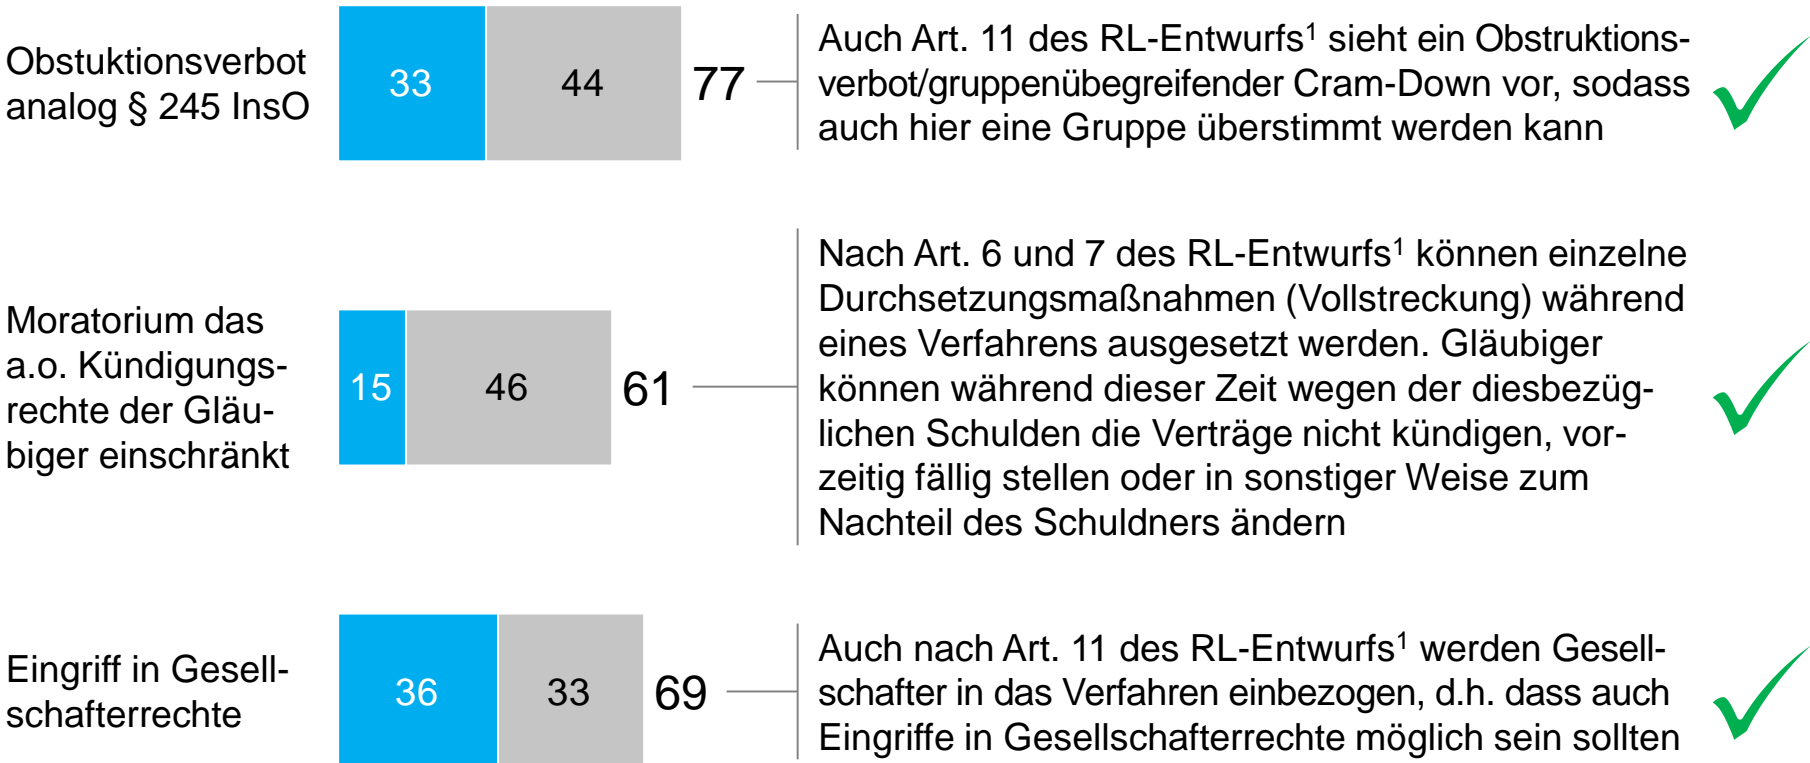 Obstuktionsverbot
analog § 245 InsO
33
44
77
Auch Art. 11 des RL-Entwurfs¹ sieht ein Obstruktions-
verbot/gruppenübegreifender Cram-Down vor, sodass
auch hier eine Gruppe überstimmt werden kann
Moratorium das
a.o. Kündigungs-
rechte der Gläu-
biger einschränkt
15
46
61
Nach Art. 6 und 7 des RL-Entwurfs¹ können einzelne
Durchsetzungsmaßnahmen (Vollstreckung) während
eines Verfahrens ausgesetzt werden. Gläubiger
können während dieser Zeit wegen der diesbezüg-
lichen Schulden die Verträge nicht kündigen, vor-
zeitig fällig stellen oder in sonstiger Weise zum
Nachteil des Schuldners ändern
Eingriff in Gesell-
schafterrechte
36
33
69
Auch nach Art. 11 des RL-Entwurfs¹ werden Gesell-
schafter in das Verfahren einbezogen, d.h. dass auch
Eingriffe in Gesellschafterrechte möglich sein sollten